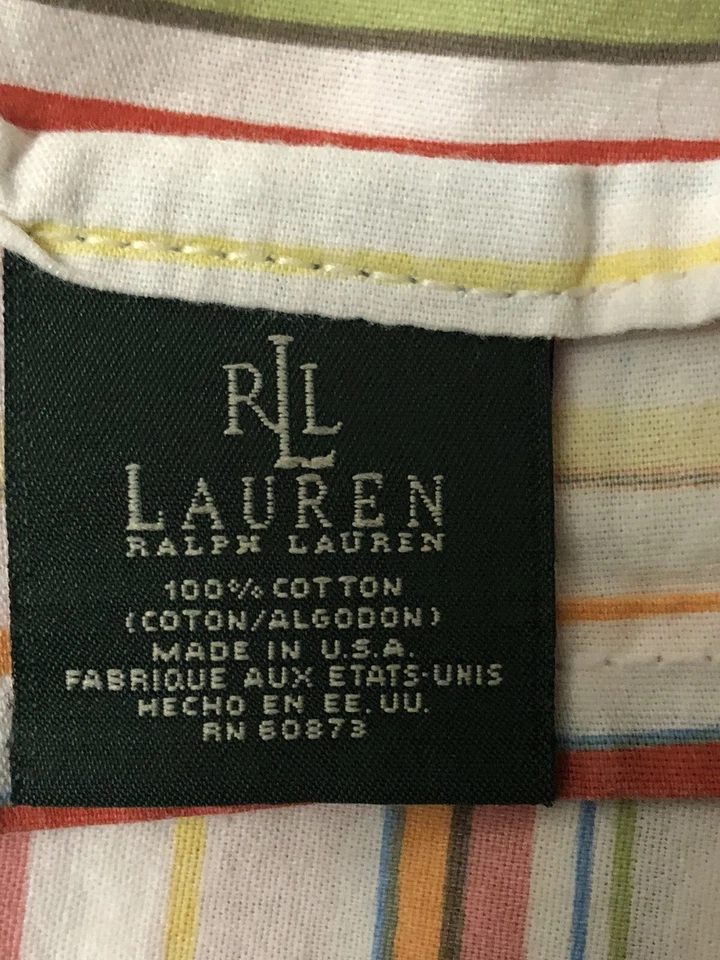 RLL
LAUREN
RALPH LAUREN
100% COTTON
(COTON/ALGODON)
MADE IN U.S.A.
FABRIQUE AUX ETATS-UNIS
HECHO EN EE. UU.
RN 60873